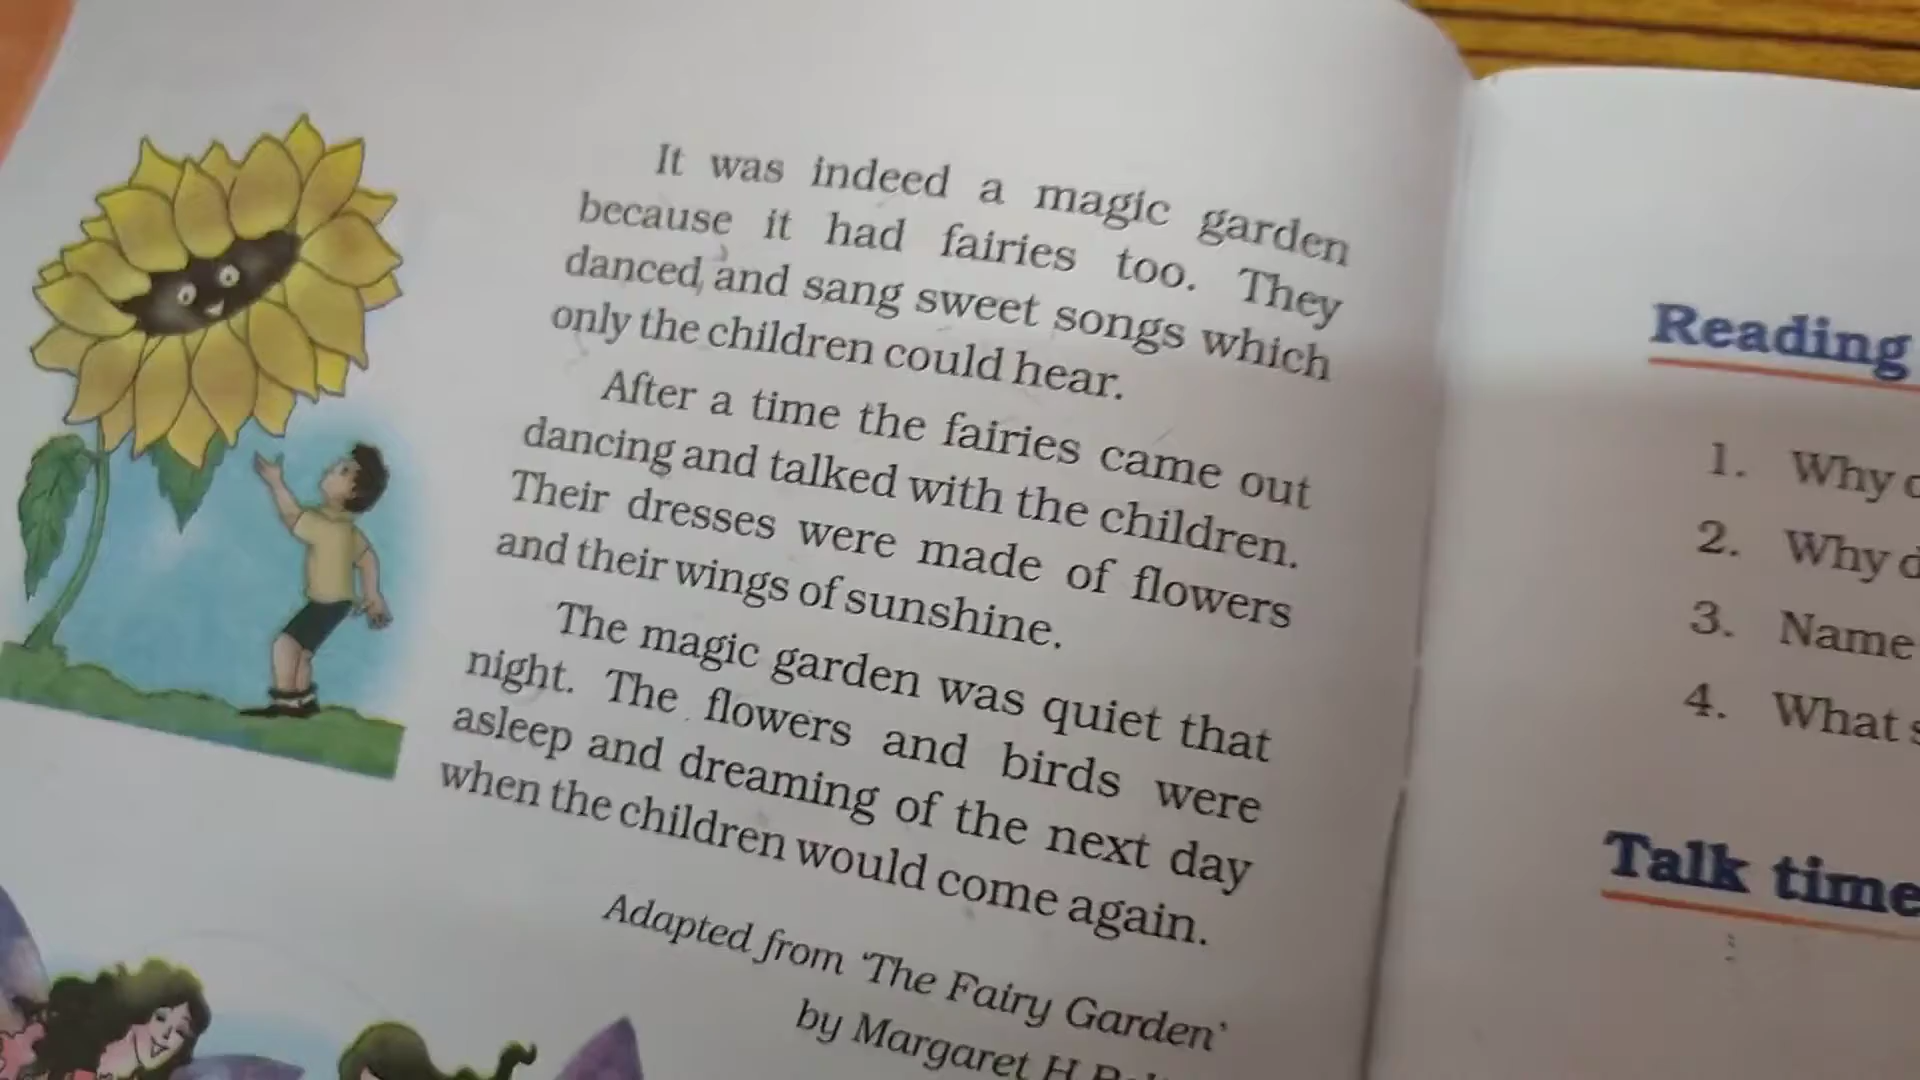 It was indeed a magic garden
because it had fairies too. They
danced and sang sweet songs which
only the children could hear.
After a time the fairies came out
dancing and talked with the children.
Their dresses were made of flowers
and their wings of sunshine.
The magic garden was quiet that
night. The flowers and birds were
asleep and dreaming of the next day
when the children would come again.
Adapted from ‘The Fairy Garden’
by Margaret H
Reading
1. Why
2. Why
3. Name
4. What
Talk time